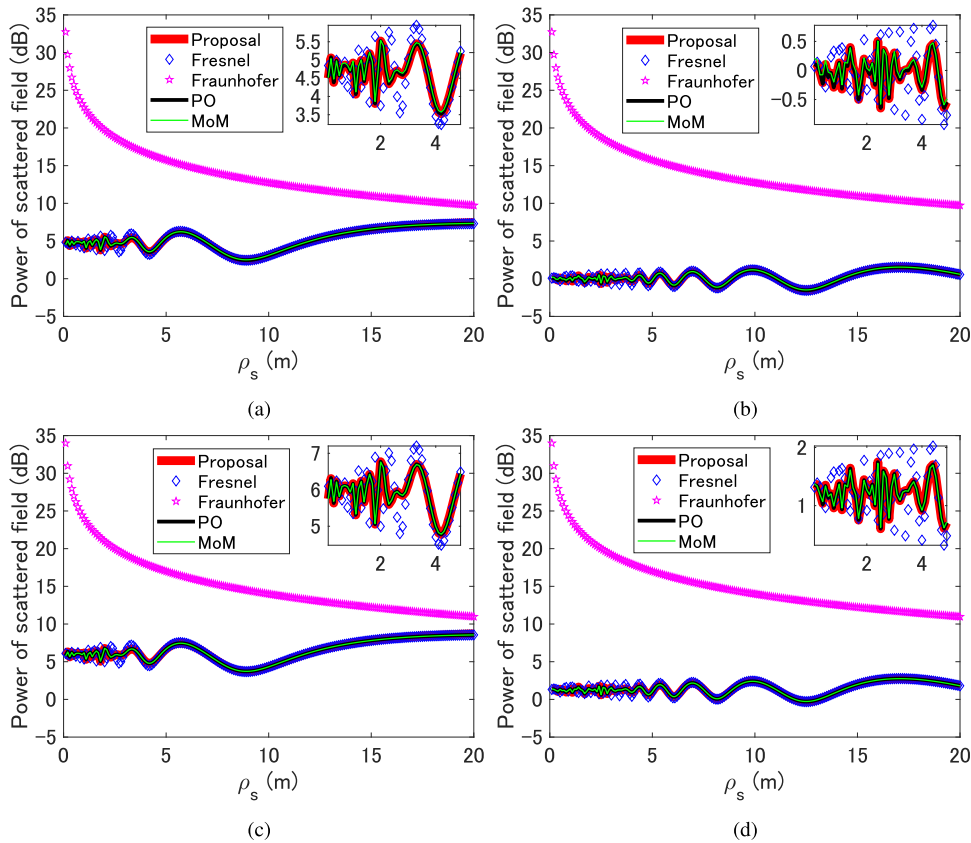 Power of scattered field (dB)
35
30
25
20
15
10
5
0
−5
0
5
10
15
20
ρs (m)
Proposal
Fresnel
Fraunhofer
PO
MoM
5.5
5
4.5
4
3.5
2
4
(a)
Power of scattered field (dB)
35
30
25
20
15
10
5
0
−5
0
5
10
15
20
ρs (m)
Proposal
Fresnel
Fraunhofer
PO
MoM
0.5
0
−0.5
2
4
(b)
Power of scattered field (dB)
35
30
25
20
15
10
5
0
−5
0
5
10
15
20
ρs (m)
Proposal
Fresnel
Fraunhofer
PO
MoM
7
6
5
2
4
(c)
Power of scattered field (dB)
35
30
25
20
15
10
5
0
−5
0
5
10
15
20
ρs (m)
Proposal
Fresnel
Fraunhofer
PO
MoM
2
1
2
4
(d)